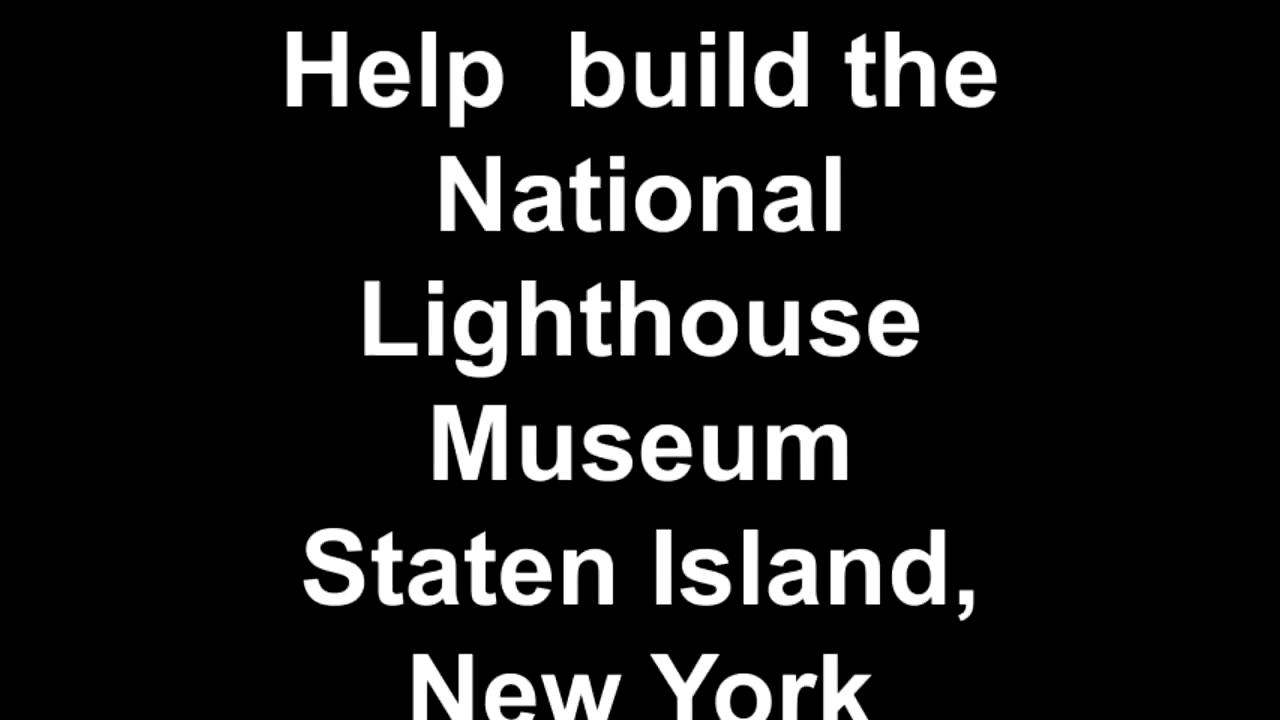 Help  build the
National
Lighthouse
Museum
Staten Island,
New York